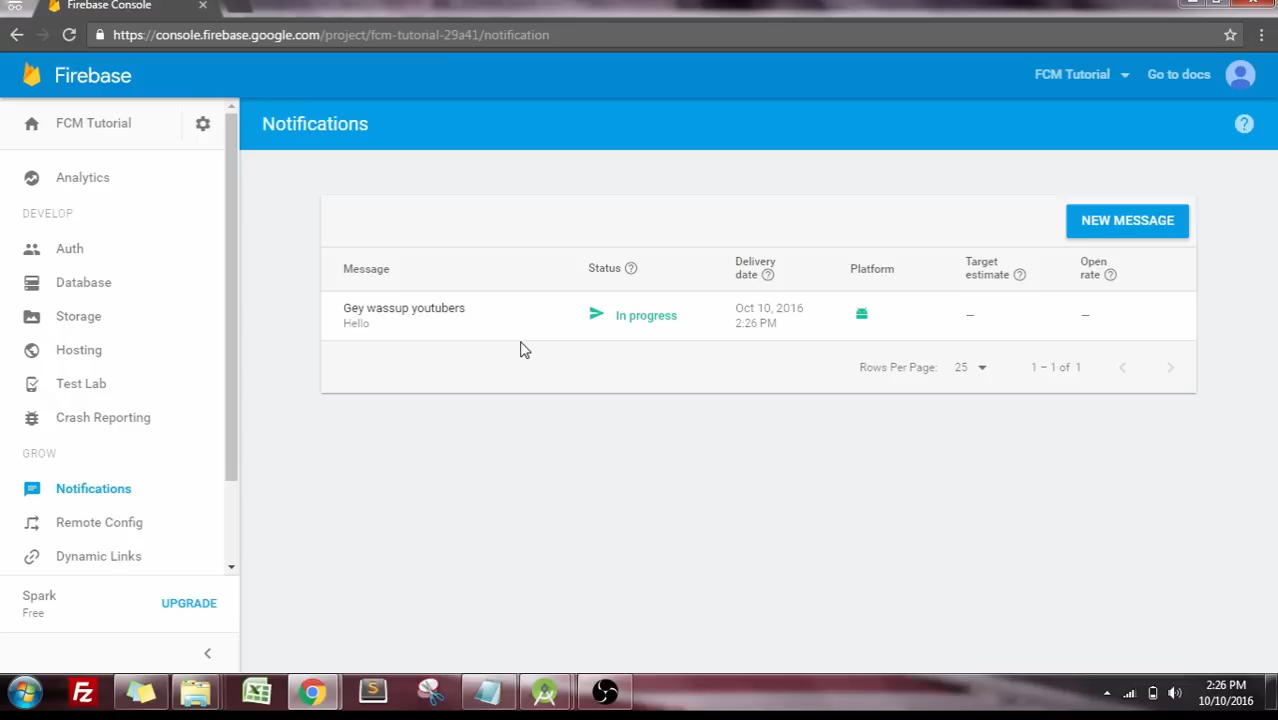 Firebase Console
https://console.firebase.google.com/project/fcm-tutorial-29a41/notification
Firebase
FCM Tutorial
Go to docs
FCM Tutorial
Notifications
?
Analytics
DEVELOP
Auth
Database
Storage
Hosting
Test Lab
Crash Reporting
GROW
Notifications
Remote Config
Dynamic Links
Spark
Free
UPGRADE
NEW MESSAGE
Message
Status ?
Delivery
date ?
Platform
Target
estimate ?
Open
rate ?
Gey wassup youtubers
Hello
In progress
Oct 10, 2016
2:26 PM
–
–
Rows Per Page: 25
1 – 1 of 1
Fz
S
2:26 PM
10/10/2016